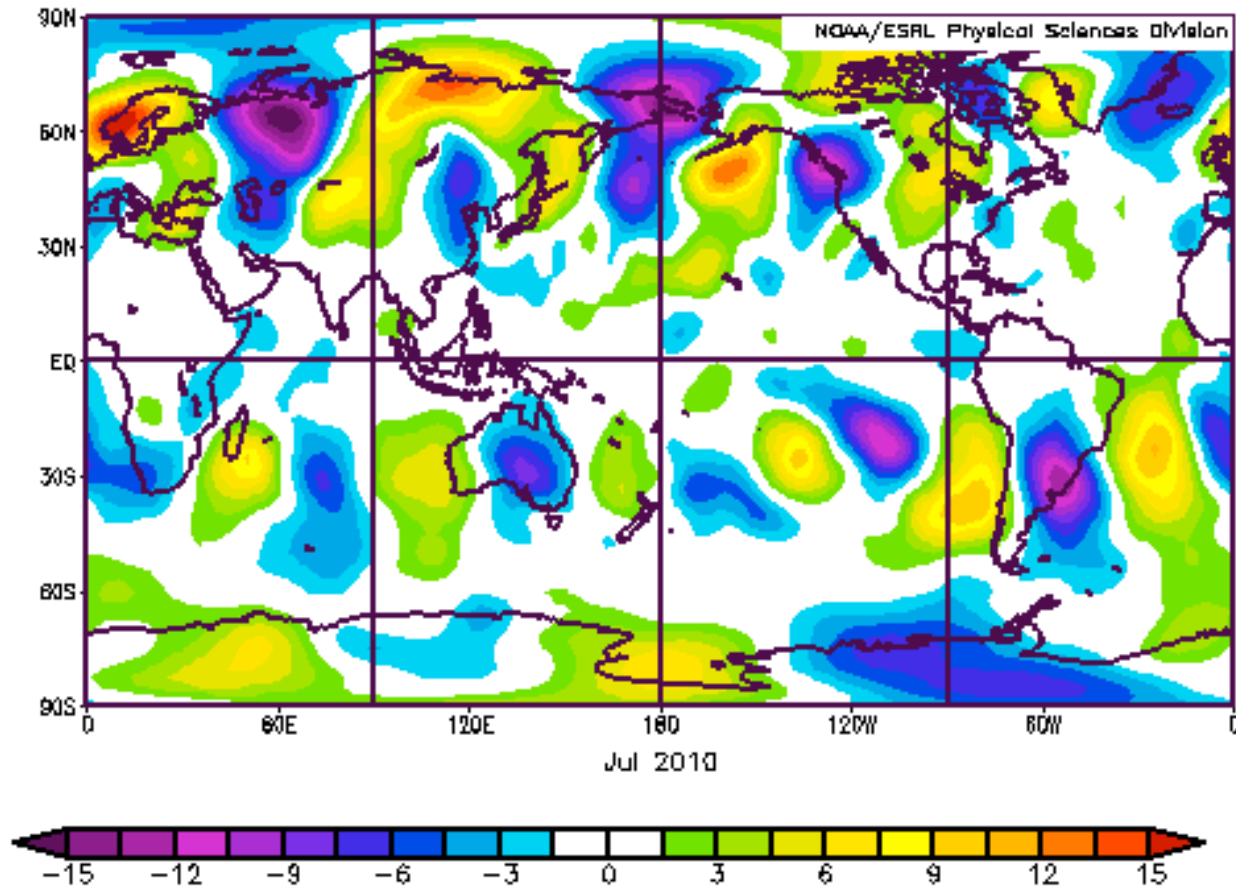 90N
NOAA/ESRL Physical Sciences Division
60N
30N
EQ
30S
60S
90S
0 60E 120E 180 120W 60W 0
Jul 2010
-15 -12 -9 -6 -3 0 3 6 9 12 15